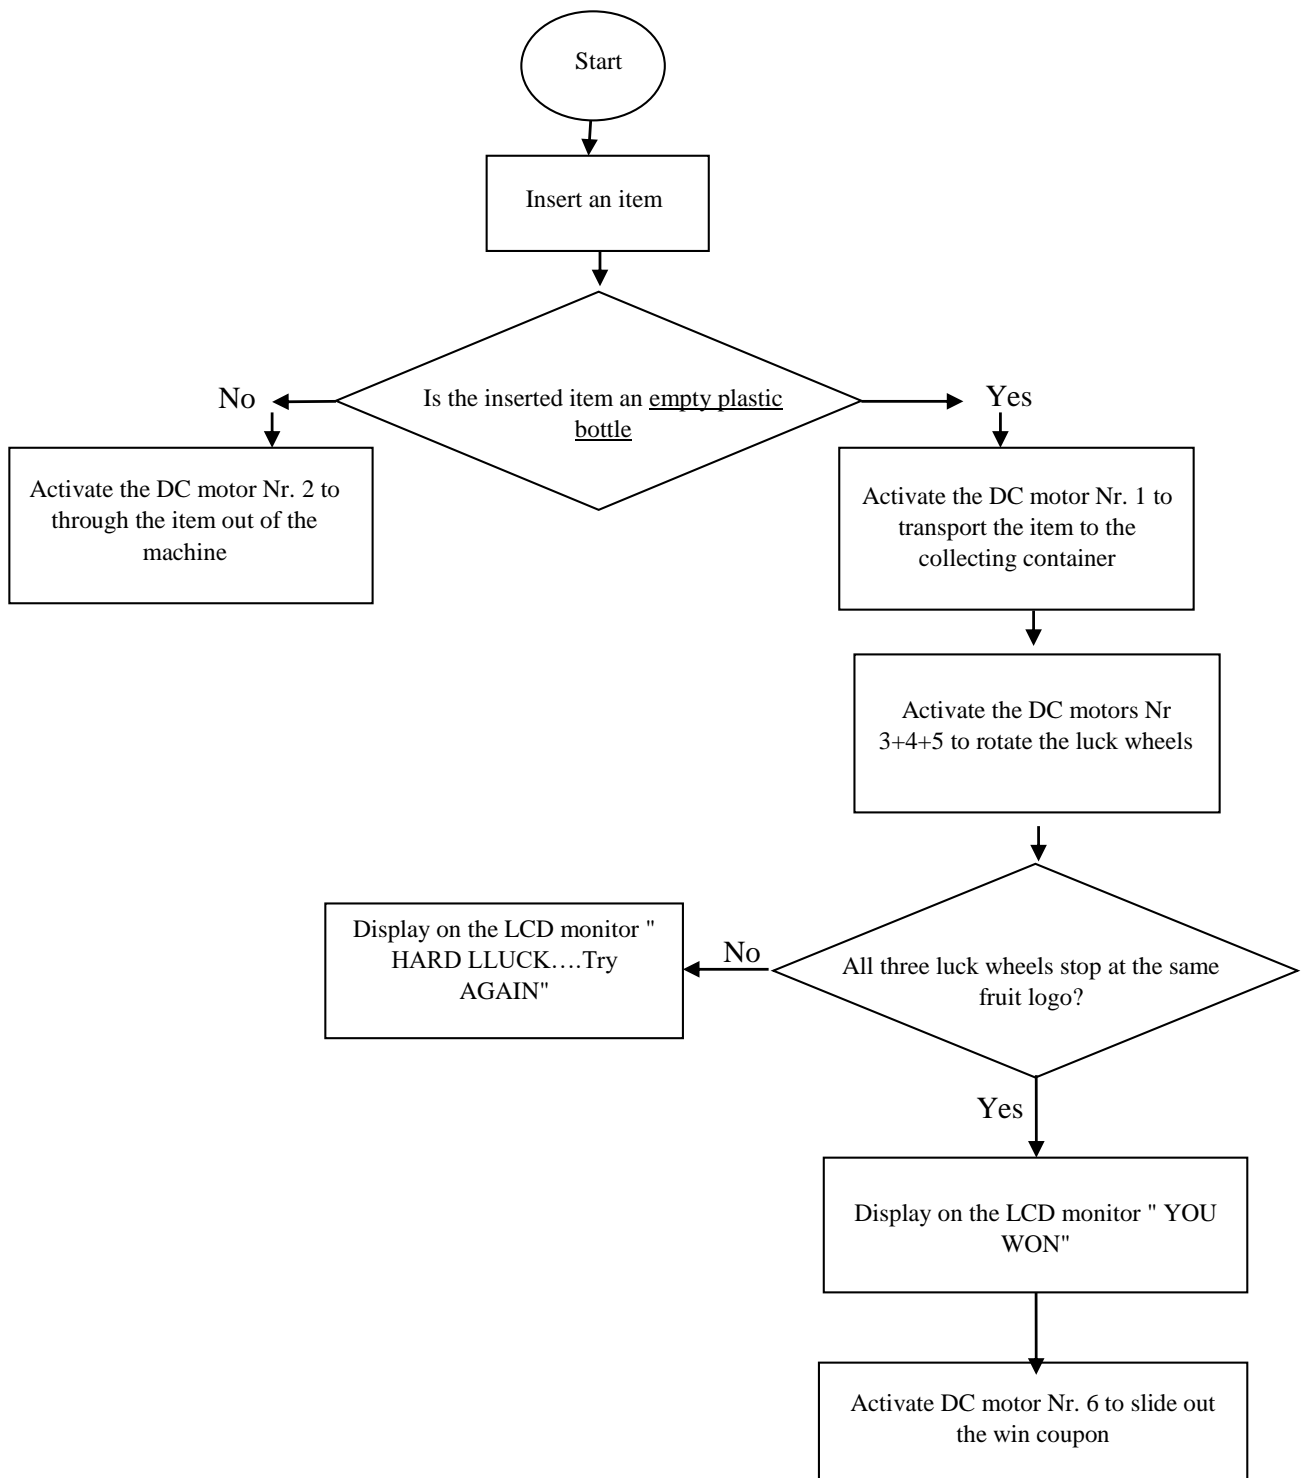 Start
Insert an item
Is the inserted item an empty plastic
bottle
No
Yes
Activate the DC motor Nr. 2 to
through the item out of the
machine
Activate the DC motor Nr. 1 to
transport the item to the
collecting container
Activate the DC motors Nr
3+4+5 to rotate the luck wheels
All three luck wheels stop at the same
fruit logo?
No
Display on the LCD monitor "
HARD LLUCK….Try
AGAIN"
Yes
Display on the LCD monitor " YOU
WON"
Activate DC motor Nr. 6 to slide out
the win coupon